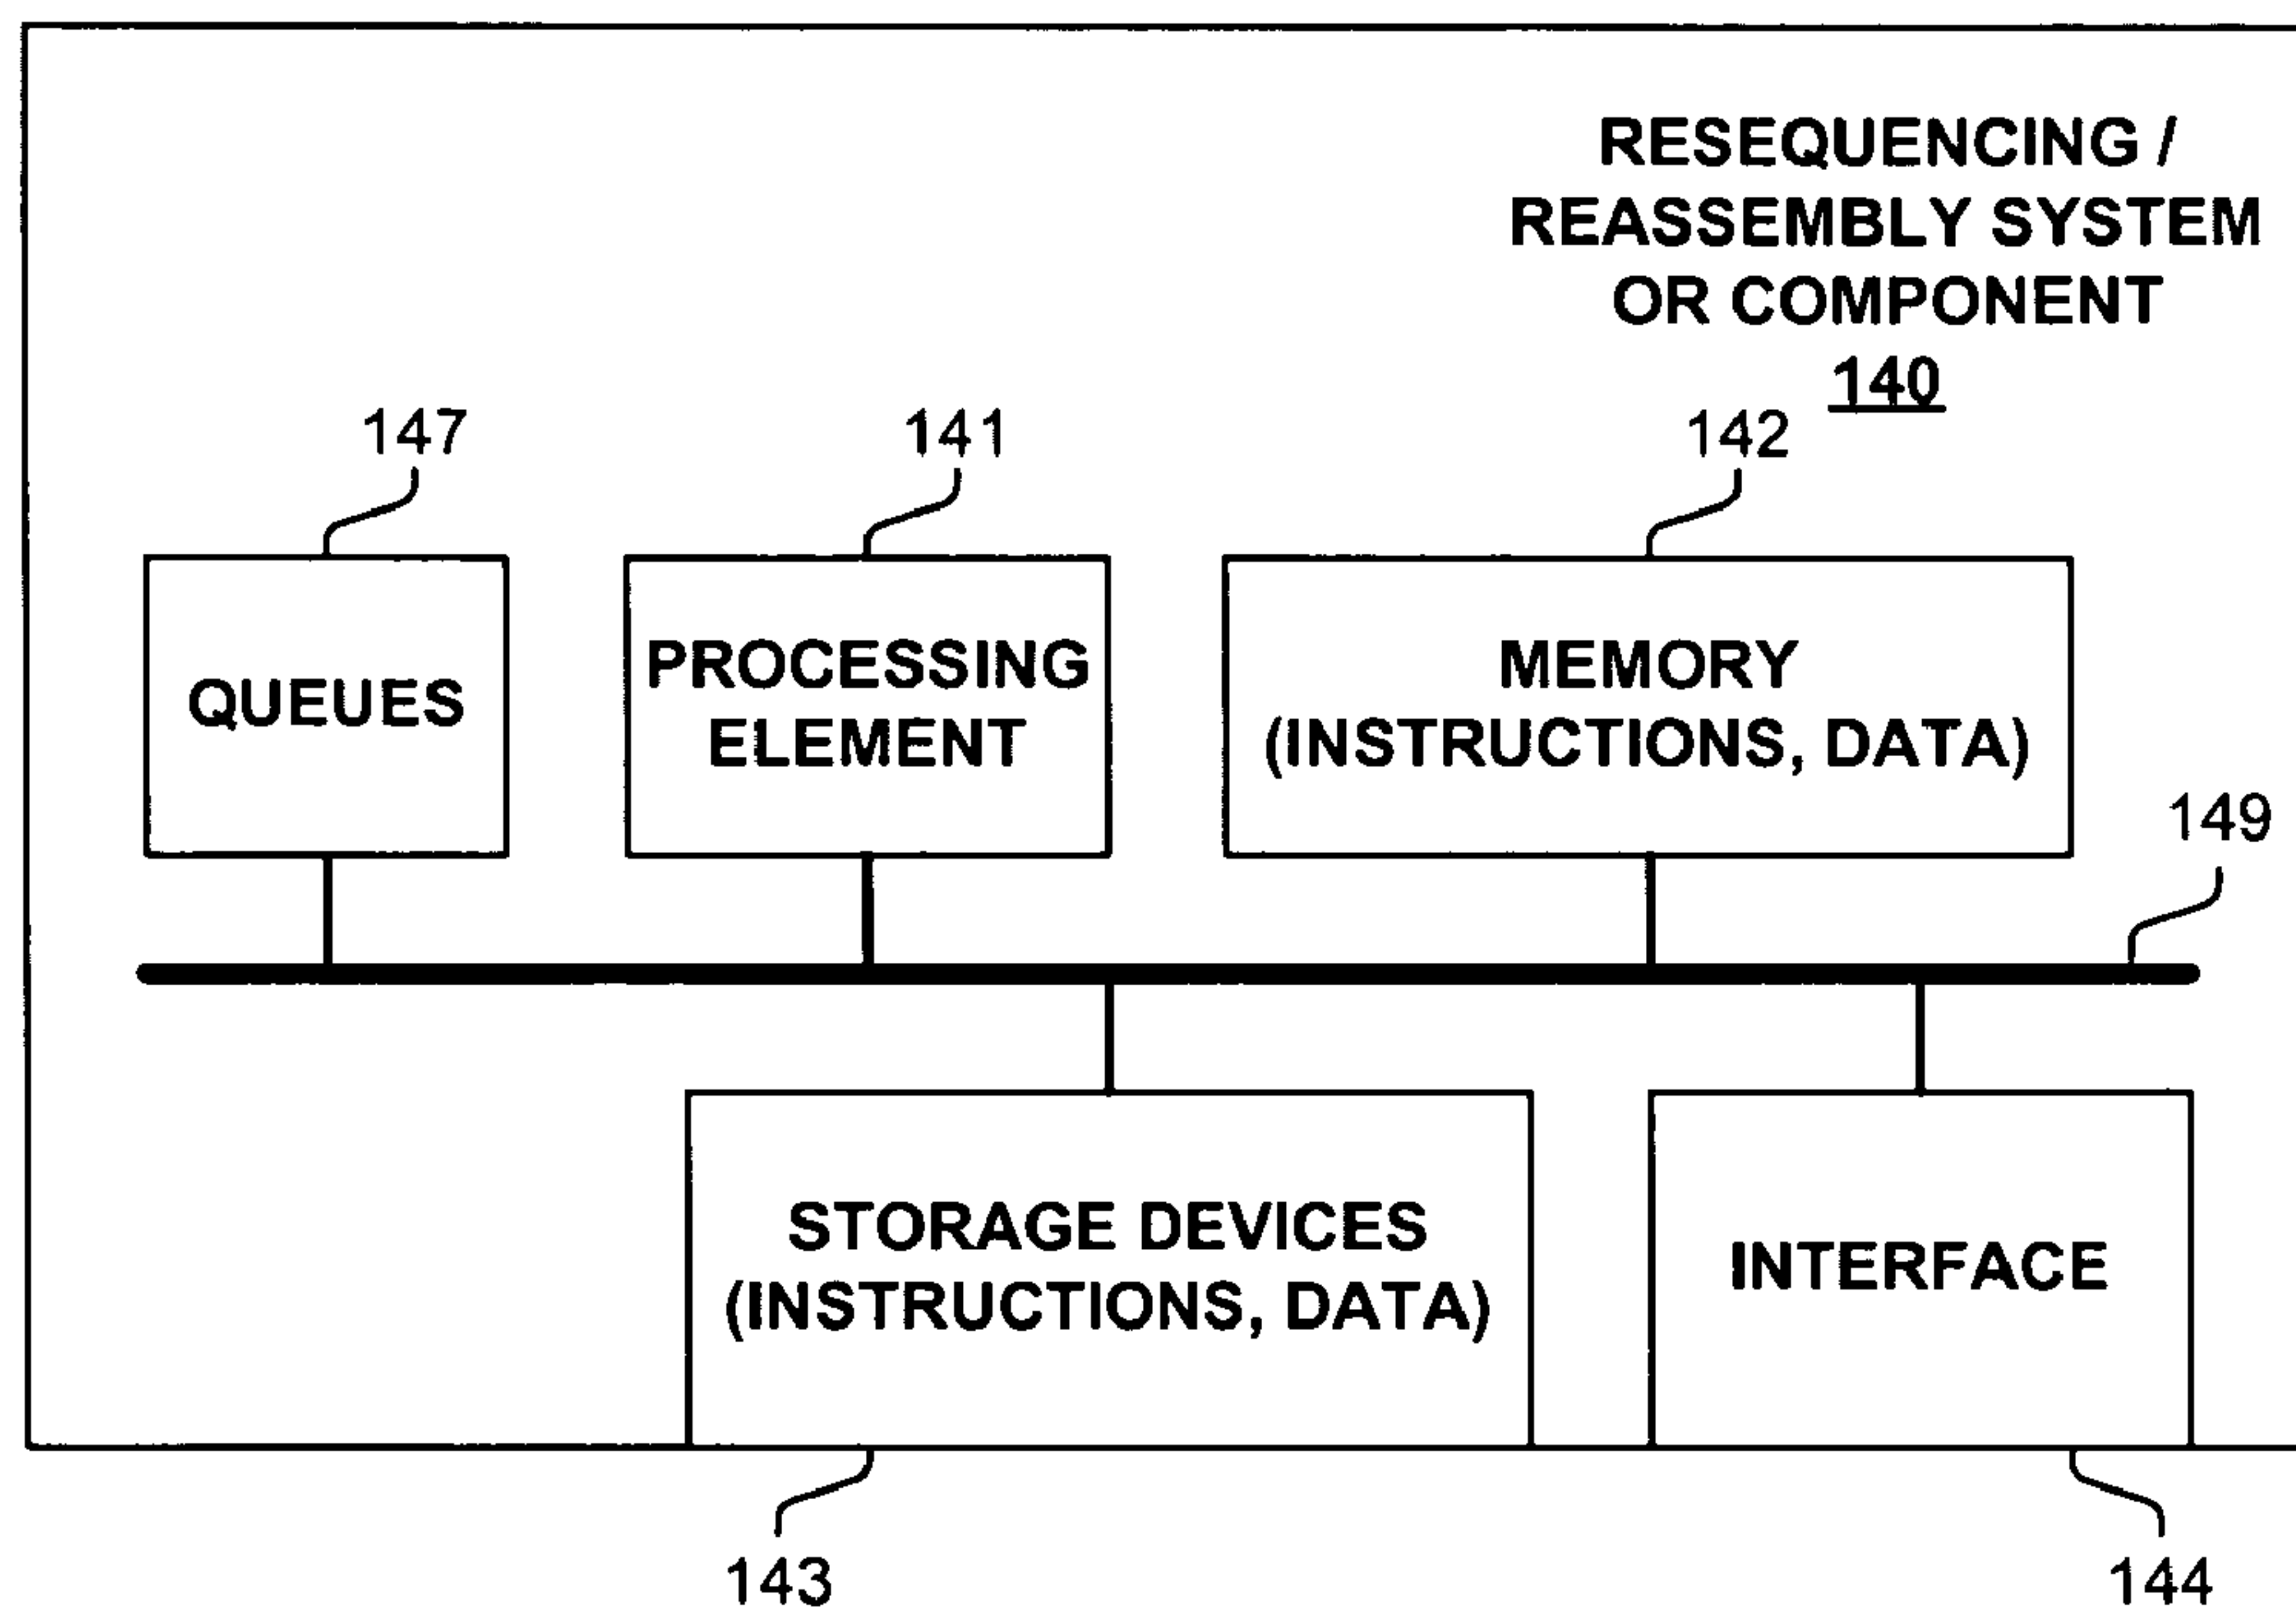 RESEQUENCING /
REASSEMBLY SYSTEM
OR COMPONENT
140
147
141
142
QUEUES
PROCESSING
ELEMENT
MEMORY
(INSTRUCTIONS, DATA)
149
STORAGE DEVICES
(INSTRUCTIONS, DATA)
INTERFACE
143
144